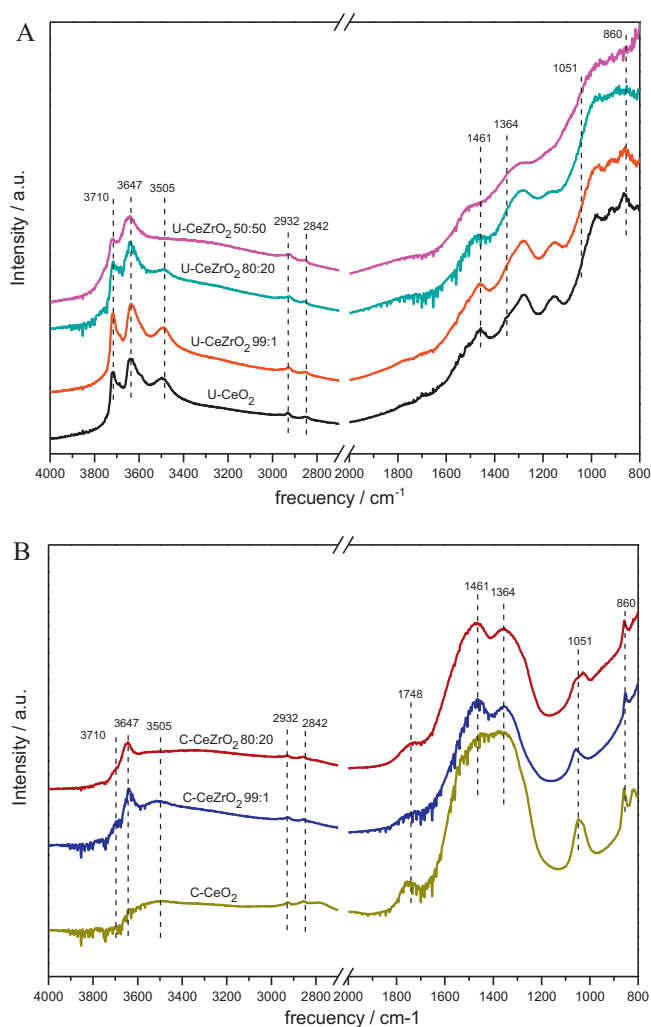 A
860
1051
1461 1364
3710 3647 3505
2932 2842
U-CeZrO2 50:50
U-CeZrO2 80:20
U-CeZrO2 99:1
U-CeO2
Intensity / a.u.
4000 3800 3600 3400 3200 3000 2800 2000 1800 1600 1400 1200 1000 800
frecuency / cm-1
B
1461 1364
860
1051
1748
3710 3647 3505 2932 2842
C-CeZrO2 80:20
C-CeZrO2 99:1
C-CeO2
Intensity / a.u.
4000 3800 3600 3400 3200 3000 2800 2000 1800 1600 1400 1200 1000 800
frecuency / cm-1